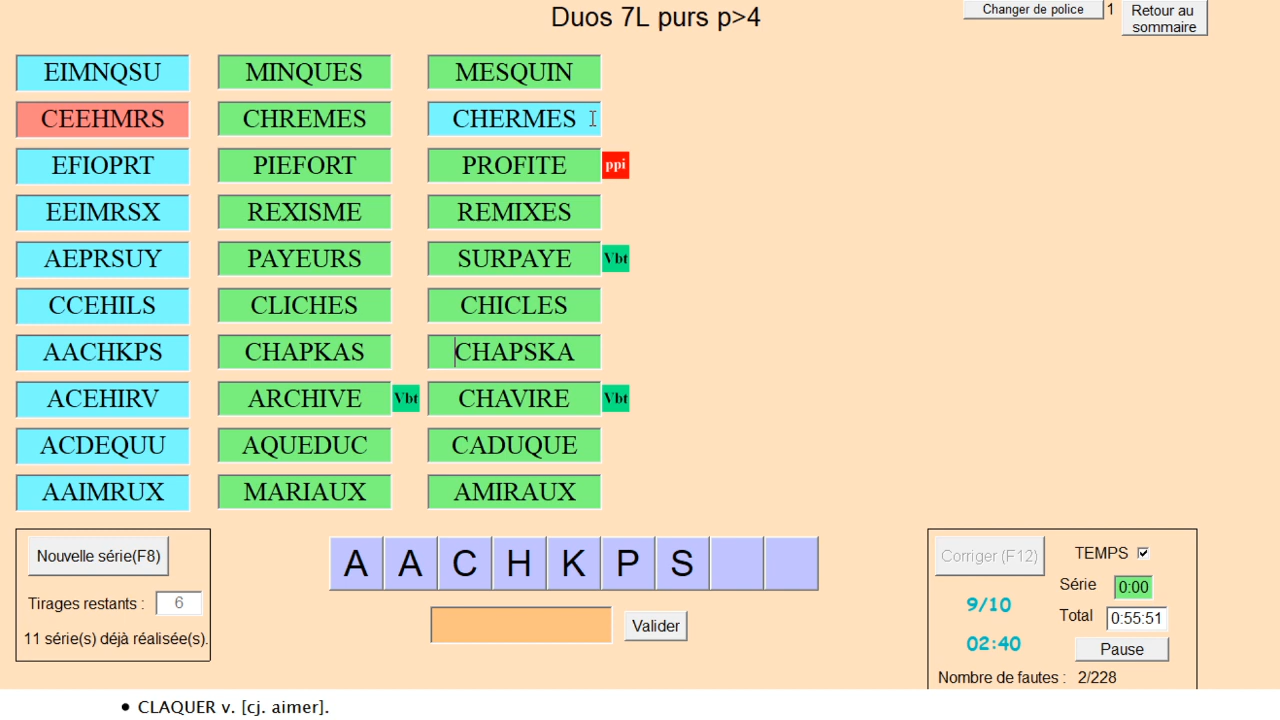 Duos 7L purs p>4
Changer de police 1 Retour au sommaire
EIMNQSU MINQUES MESQUIN
CEEHMRS CHREMES CHERMES
EFIOPRT PIEFORT PROFITE ppi
EEIMRSX REXISME REMIXES
AEPRSUY PAYEURS SURPAYE Vbt
CCEHILS CLICHES CHICLES
AACHKPS CHAPKAS CHAPSKA
ACEHIRV ARCHIVE Vbt CHAVIRE Vbt
ACDEQUU AQUEDUC CADUQUE
AAIMRUX MARIAUX AMIRAUX
Nouvelle série(F8)
Tirages restants : 6
11 série(s) déjà réalisée(s).
A A C H K P S
Valider
Corriger (F12) TEMPS
Série 0:00
9/10
Total 0:55:51
02:40
Pause
Nombre de fautes : 2/228
• CLAQUER v. [cj. aimer].